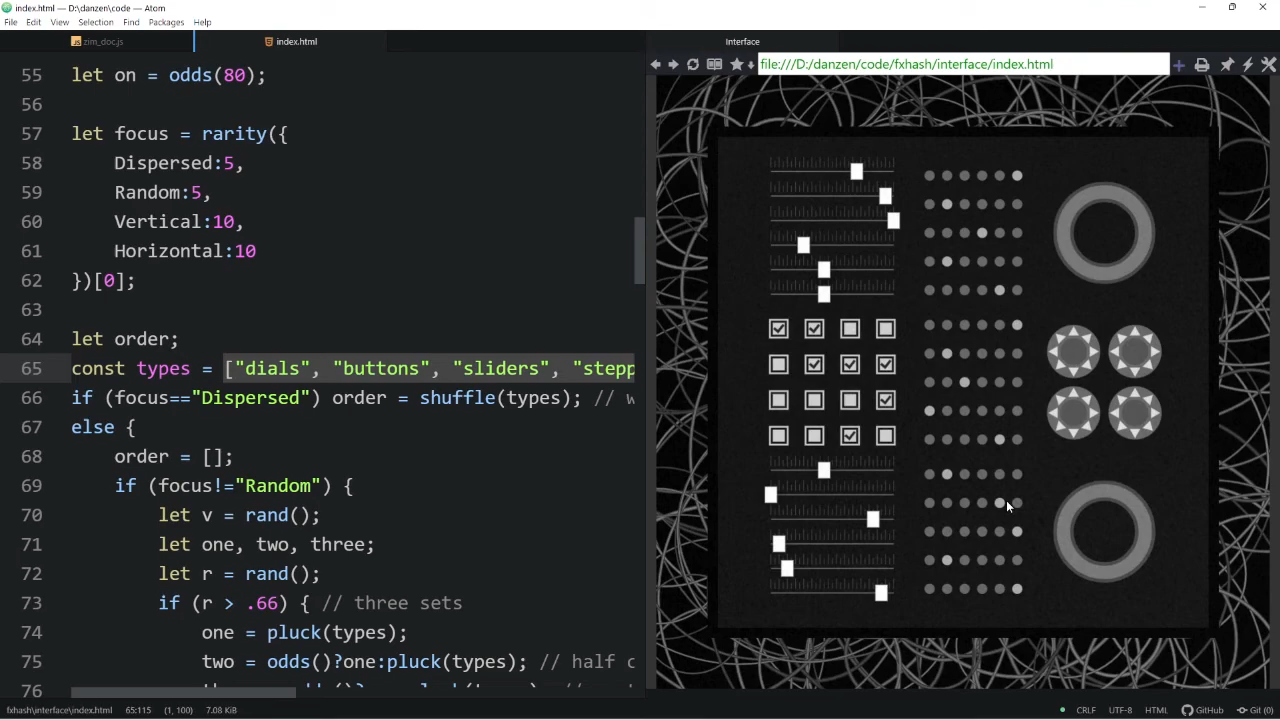 index.html — D:\danzen\code — Atom
File Edit View Selection Find Packages Help
zim_doc.js
index.html
Interface
file:///D:/danzen/code/fxhash/interface/index.html
55 let on = odds(80);
56
57 let focus = rarity({
58 Dispersed:5,
59 Random:5,
60 Vertical:10,
61 Horizontal:10
62 })[0];
63
64 let order;
65 const types = ["dials", "buttons", "sliders", "stepp
66 if (focus=="Dispersed") order = shuffle(types); // w
67 else {
68 order = [];
69 if (focus!="Random") {
70 let v = rand();
71 let one, two, three;
72 let r = rand();
73 if (r > .66) { // three sets
74 one = pluck(types);
75 two = odds()?one:pluck(types); // half c
76
fxhash\interface\index.html 65:115 (1, 100) 7.08 KiB
CRLF UTF-8 HTML GitHub Git (0)